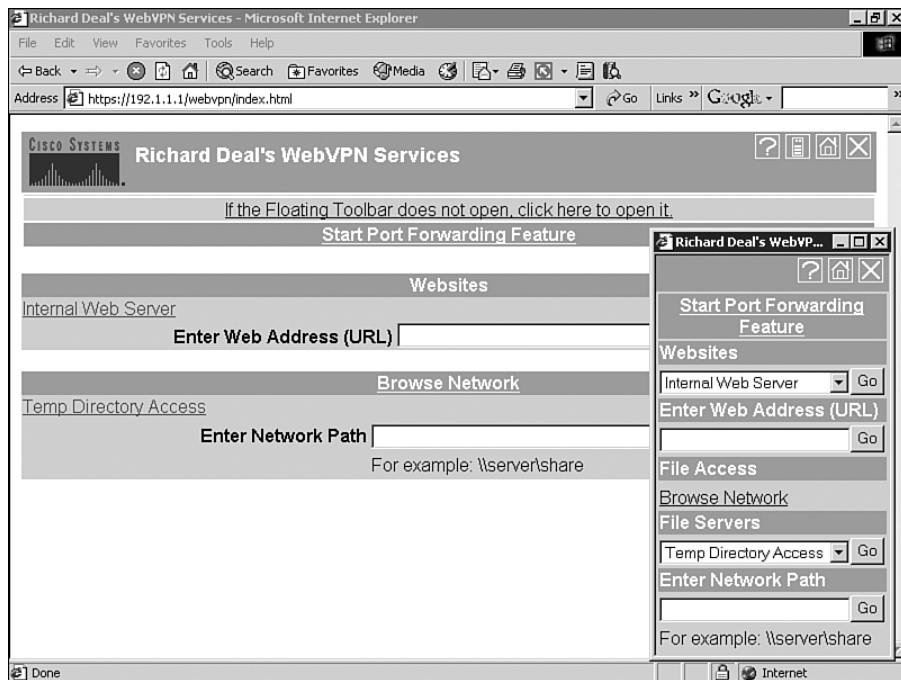 Richard Deal's WebVPN Services - Microsoft Internet Explorer
File Edit View Favorites Tools Help
Back Search Favorites Media
Address https://192.1.1.1/webvpn/index.html Go Links » Google »
CISCO SYSTEMS
Richard Deal's WebVPN Services
If the Floating Toolbar does not open, click here to open it.
Start Port Forwarding Feature
Websites
Internal Web Server
Enter Web Address (URL)
Browse Network
Temp Directory Access
Enter Network Path
For example: \\server\share
Richard Deal's WebVP...
Start Port Forwarding
Feature
Websites
Internal Web Server Go
Enter Web Address (URL)
Go
File Access
Browse Network
File Servers
Temp Directory Access Go
Enter Network Path
Go
For example: \\server\share
Done Internet